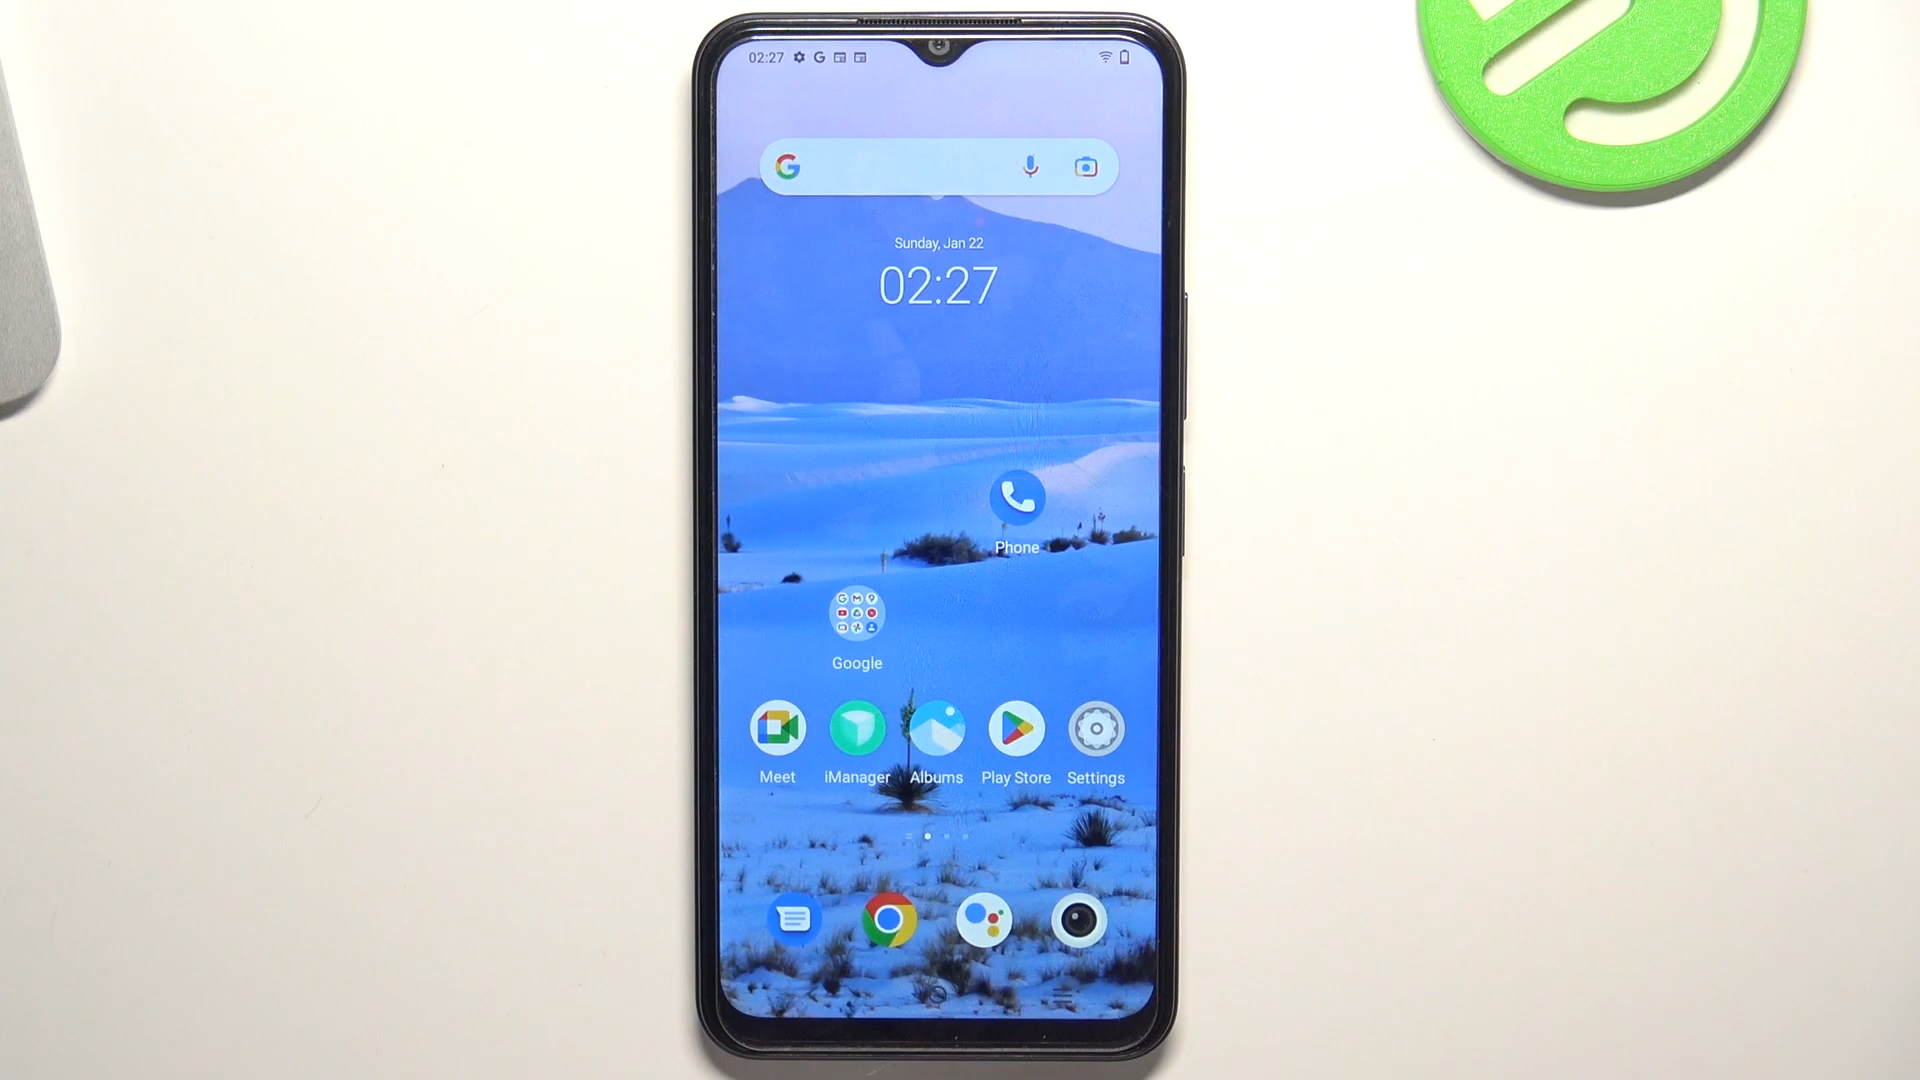 02:27
Sunday, Jan 22
02:27
Phone
Google
Meet iManager Albums Play Store Settings